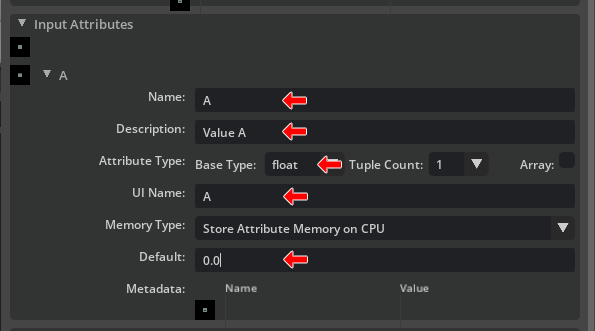 Input Attributes
A
Name: A
Description: Value A
Attribute Type: Base Type: float Tuple Count: 1 Array:
UI Name: A
Memory Type: Store Attribute Memory on CPU
Default: 0.0
Metadata: Name Value